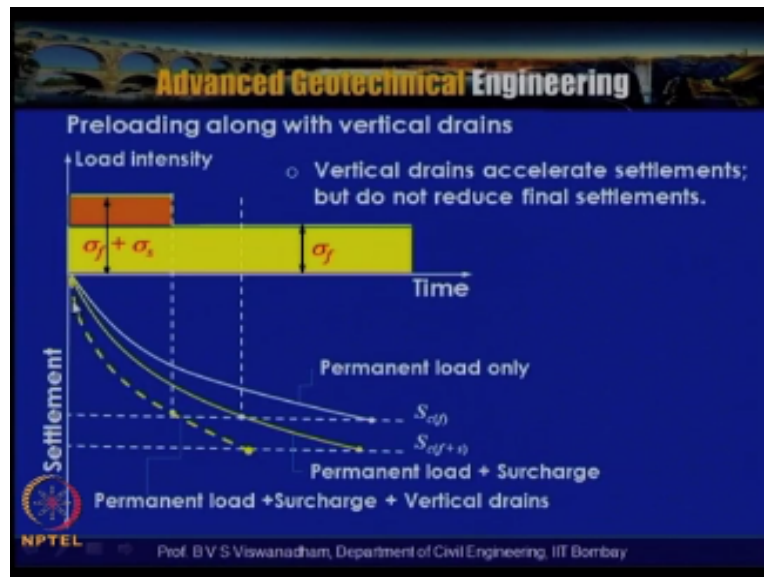 Advanced Geotechnical Engineering
Preloading along with vertical drains
Load intensity
○ Vertical drains accelerate settlements;
but do not reduce final settlements.
σf + σs
σf
Time
Settlement
Permanent load only
Sc(f)
Sc(f+s)
Permanent load + Surcharge
Permanent load +Surcharge + Vertical drains
NPTEL
Prof. B V S Viswanadham, Department of Civil Engineering, IIT Bombay